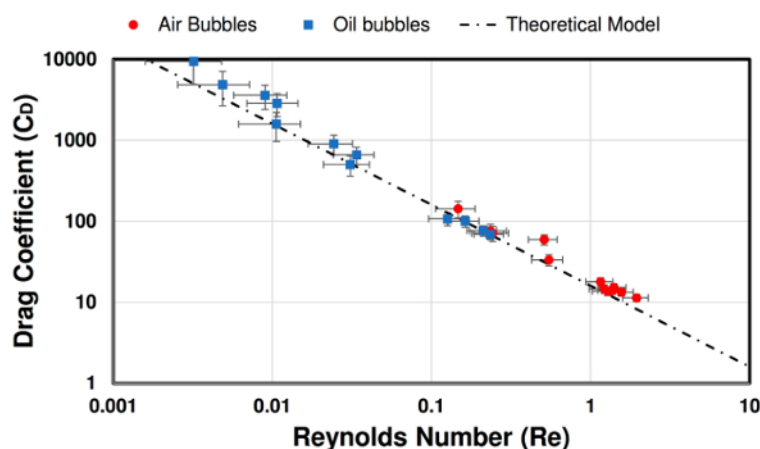 Air Bubbles Oil bubbles Theoretical Model
Drag Coefficient (CD)
10000
1000
100
10
1
0.001 0.01 0.1 1 10
Reynolds Number (Re)